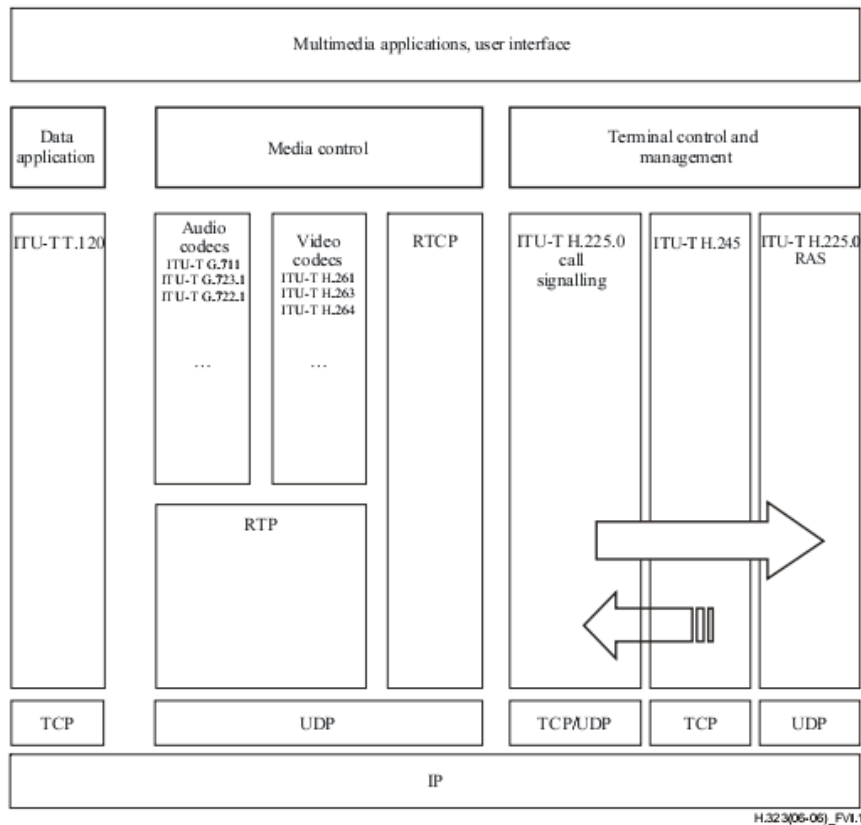 Multimedia applications, user interface
Data
application
Media control
Terminal control and
management
ITU-T T.120
Audio
codecs
ITU-T G.711
ITU-T G.723.1
ITU-T G.722.1
...
Video
codecs
ITU-T H.261
ITU-T H.263
ITU-T H.264
...
RTCP
ITU-T H.225.0
call
signalling
ITU-T H.245
ITU-T H.225.0
RAS
RTP
TCP
UDP
TCP/UDP
TCP
UDP
IP
H.323(06-06)_FVI.1